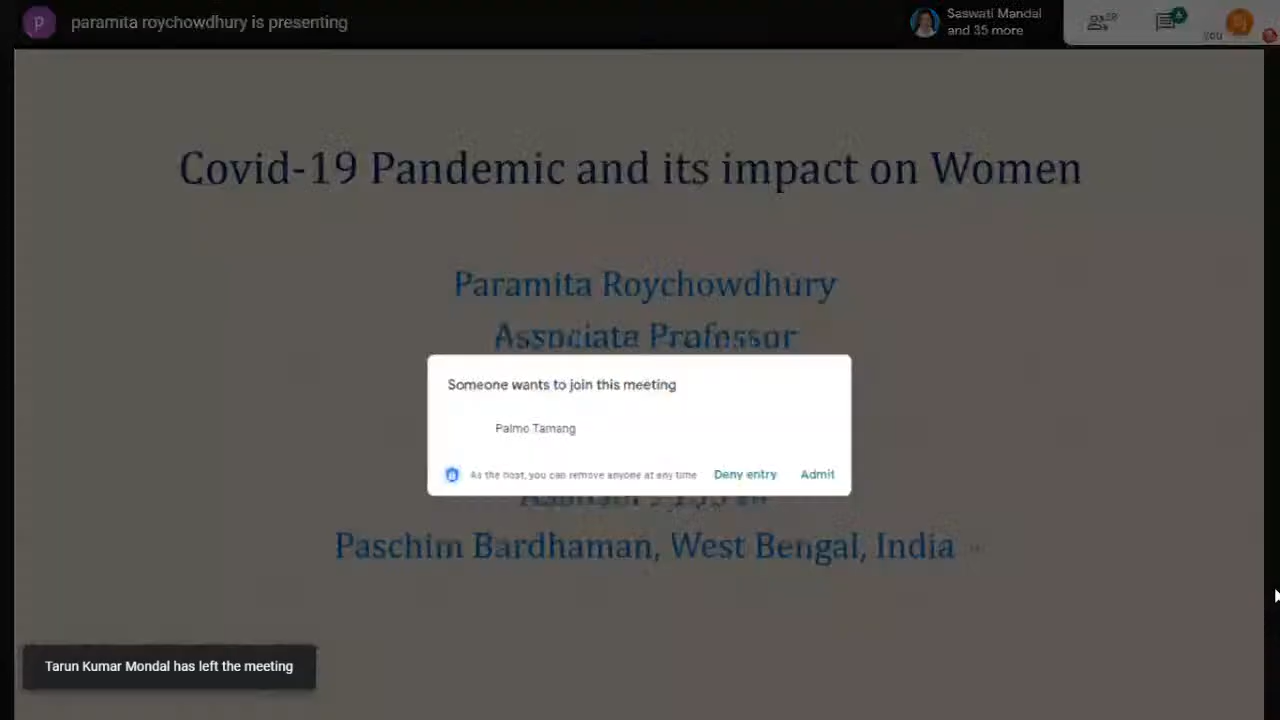 p
paramita roychowdhury is presenting
Saswati Mandal
and 35 more
you
Covid-19 Pandemic and its impact on Women
Paramita Roychowdhury
Associate Professor
Someone wants to join this meeting
Palmo Tamang
As the host, you can remove anyone at any time
Deny entry
Admit
Paschim Bardhaman, West Bengal, India
Tarun Kumar Mondal has left the meeting